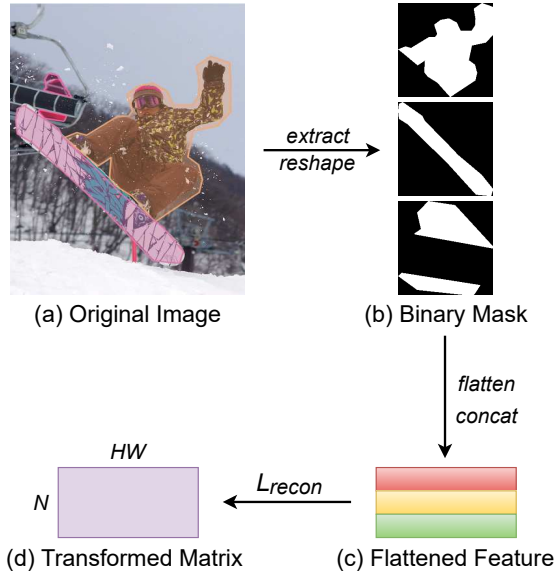 extract
reshape
(a) Original Image
(b) Binary Mask
flatten
concat
HW
N
Lrecon
(d) Transformed Matrix
(c) Flattened Feature